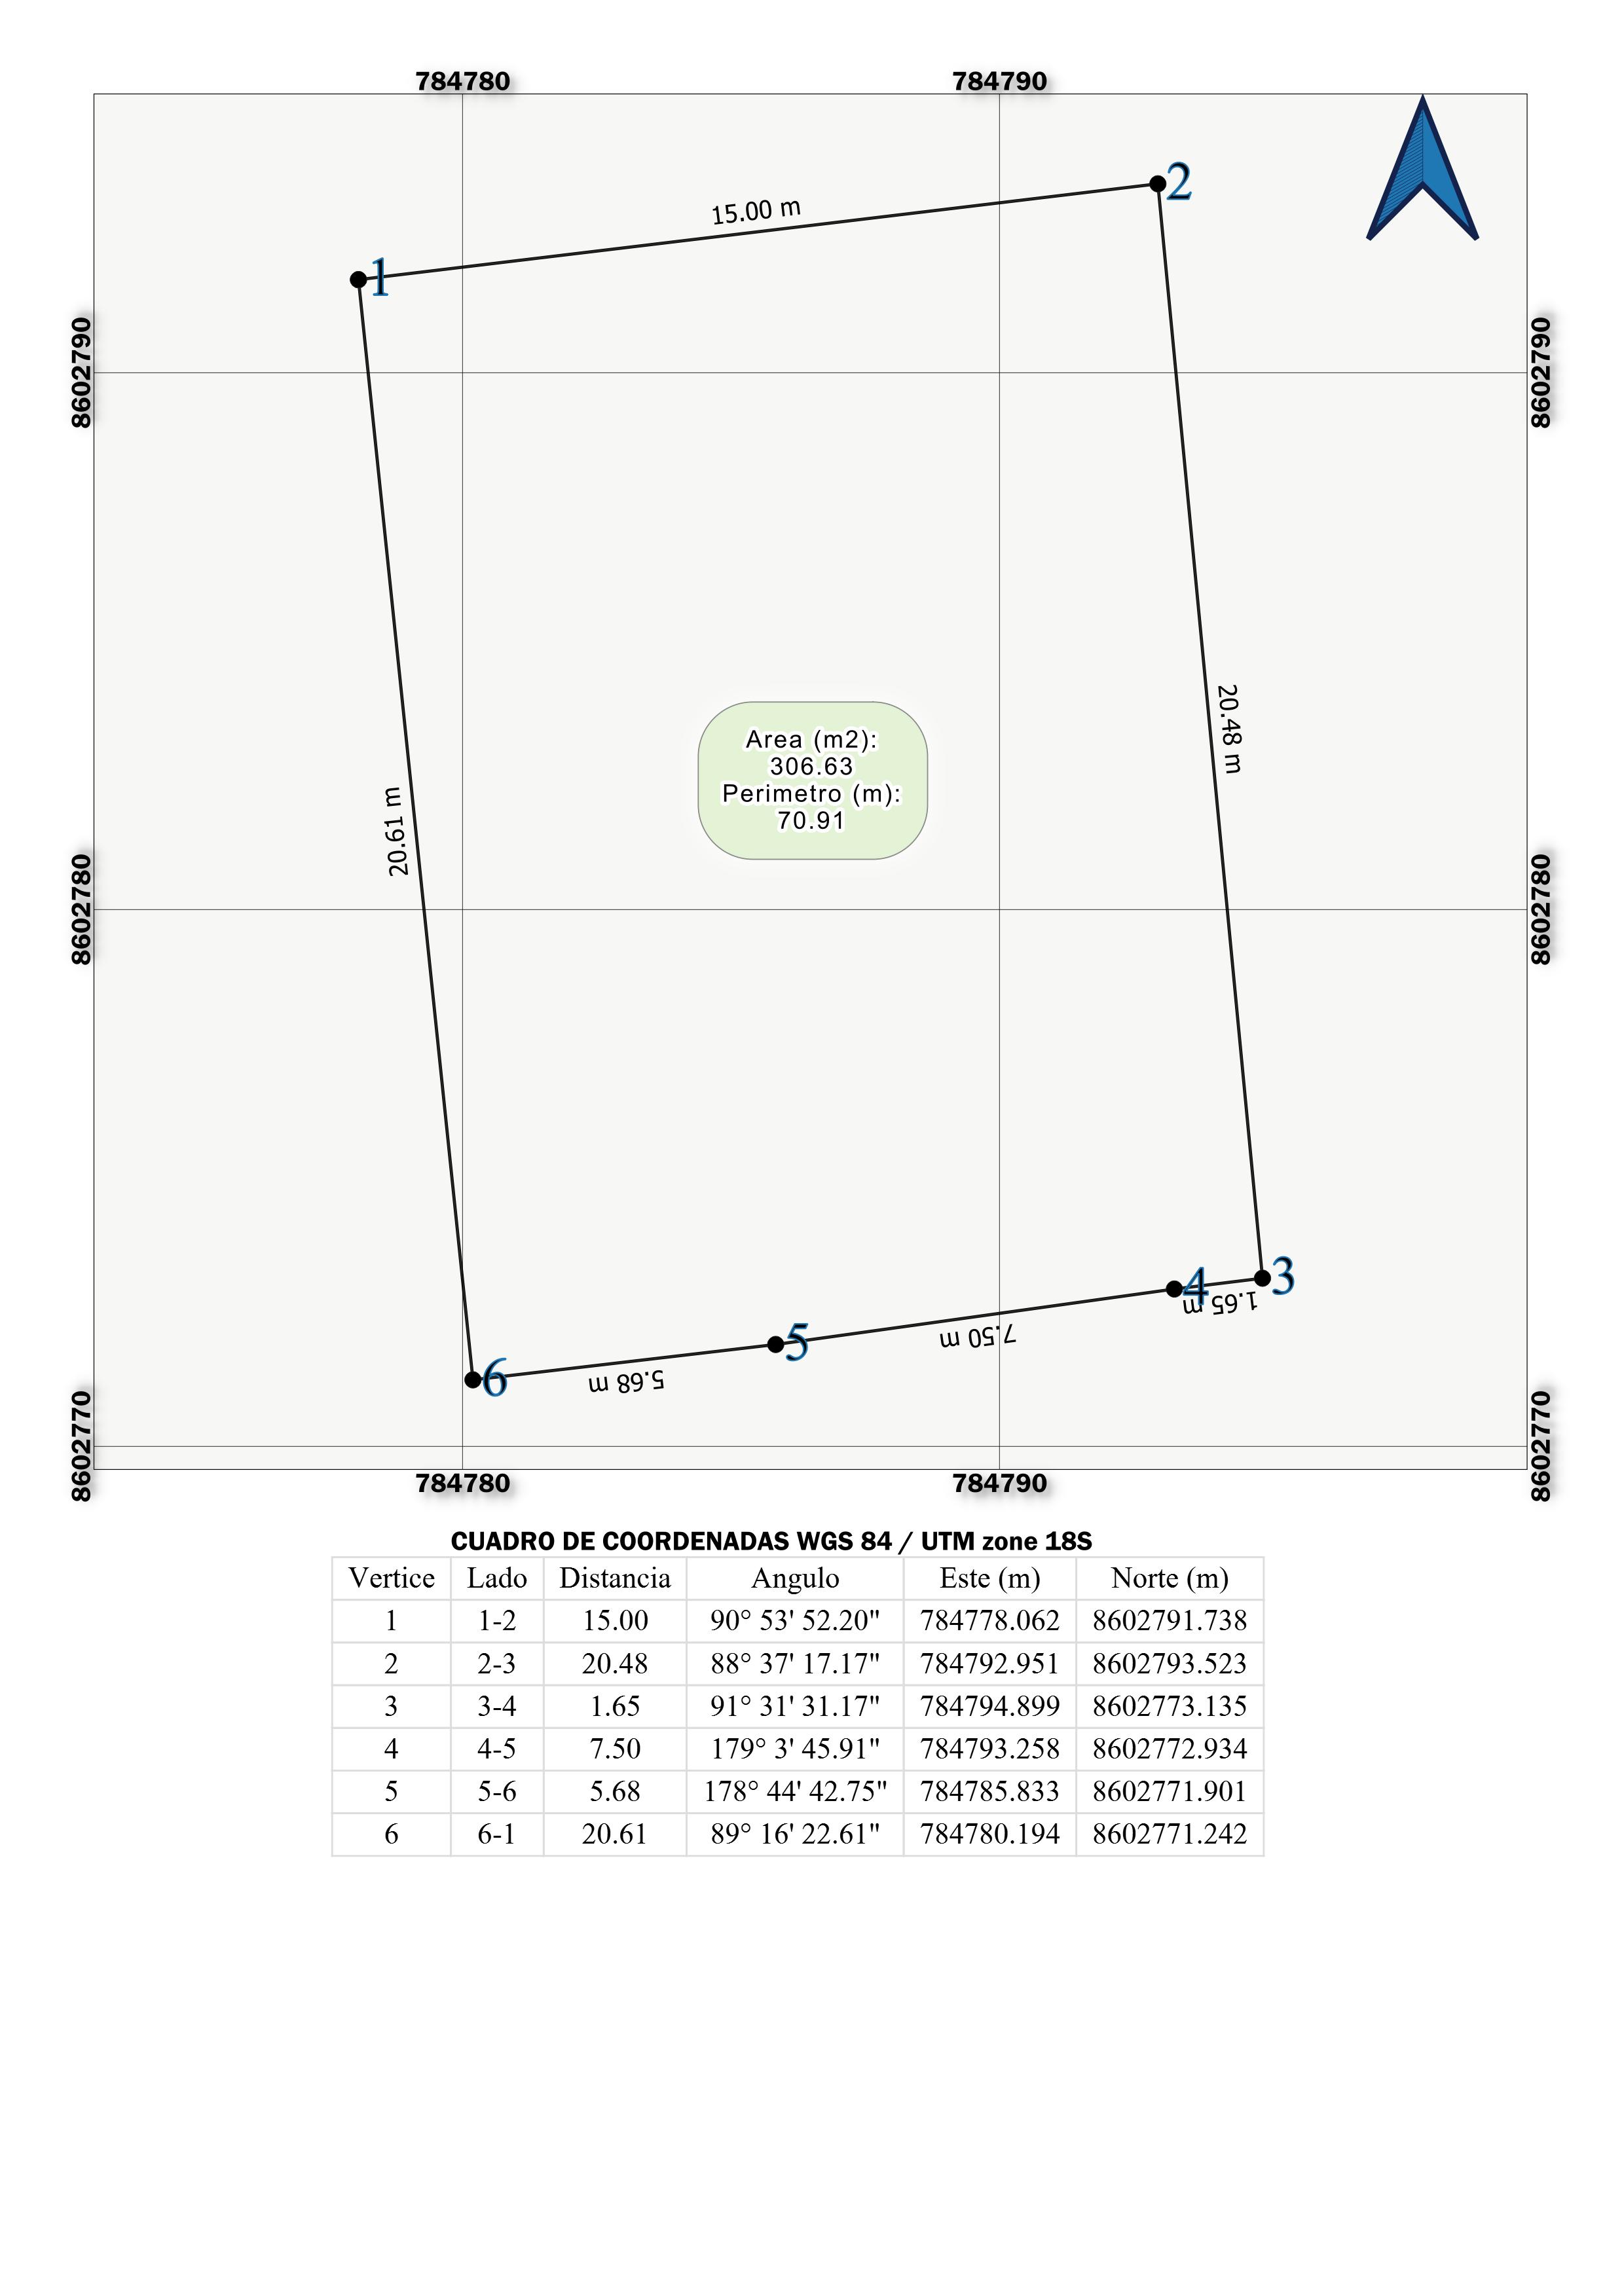 784780 784790
2
15.00 m
1
8602790 8602790
20.48 m
Area (m2):
306.63
Perimetro (m):
70.91
20.61 m
8602780 8602780
3
4
1.65 m
7.50 m
5
6
5.68 m
8602770 8602770
784780 784790
CUADRO DE COORDENADAS WGS 84 / UTM zone 18S
Vertice Lado Distancia Angulo Este (m) Norte (m)
1 1-2 15.00 90° 53' 52.20" 784778.062 8602791.738
2 2-3 20.48 88° 37' 17.17" 784792.951 8602793.523
3 3-4 1.65 91° 31' 31.17" 784794.899 8602773.135
4 4-5 7.50 179° 3' 45.91" 784793.258 8602772.934
5 5-6 5.68 178° 44' 42.75" 784785.833 8602771.901
6 6-1 20.61 89° 16' 22.61" 784780.194 8602771.242